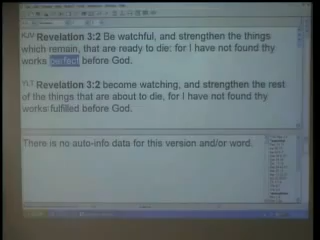 KJV Revelation 3:2 Be watchful, and strengthen the things
which remain, that are ready to die: for I have not found thy
works perfect before God.
YLT Revelation 3:2 become watching, and strengthen the rest
of the things that are about to die, for I have not found thy
works fulfilled before God.
There is no auto-info data for this version and/or word.